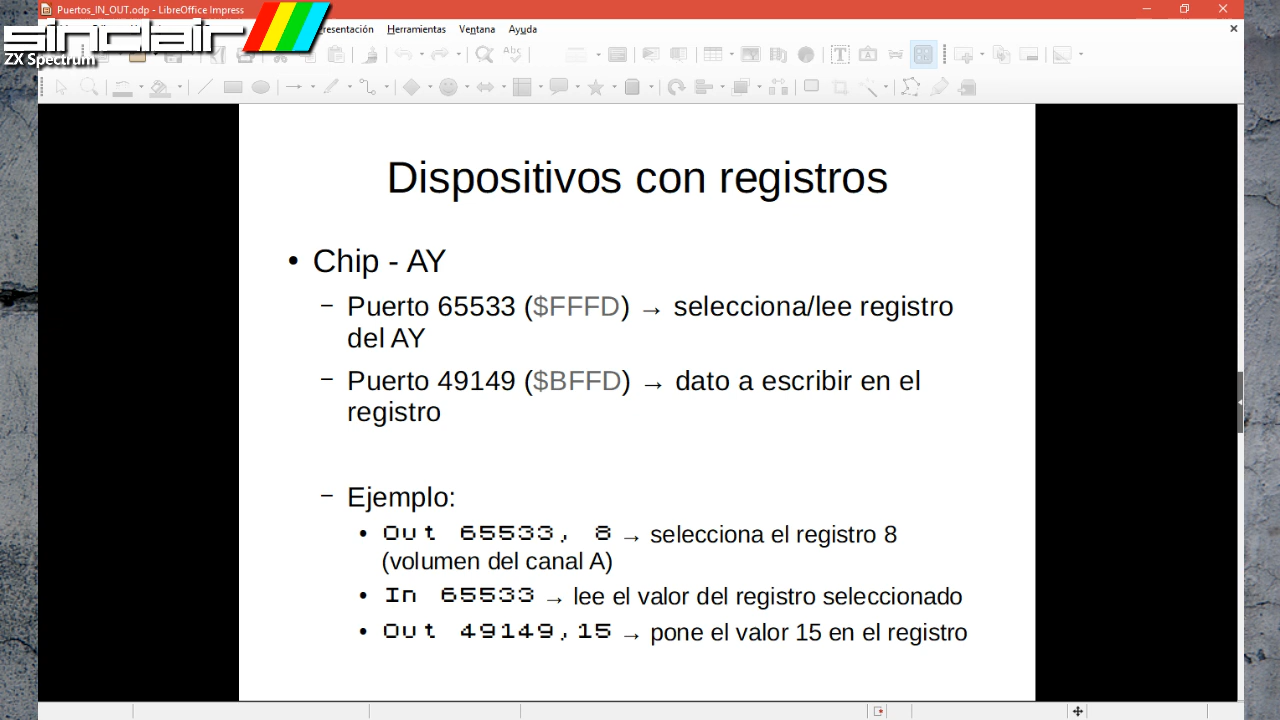 Puertos_IN_OUT.odp - LibreOffice Impress
sinclair
ZX Spectrum
resentación Herramientas Ventana Ayuda
Dispositivos con registros
• Chip - AY
– Puerto 65533 ($FFFD) → selecciona/lee registro
del AY
– Puerto 49149 ($BFFD) → dato a escribir en el
registro
– Ejemplo:
• Out 65533, 8 → selecciona el registro 8
(volumen del canal A)
• In 65533 → lee el valor del registro seleccionado
• Out 49149,15 → pone el valor 15 en el registro